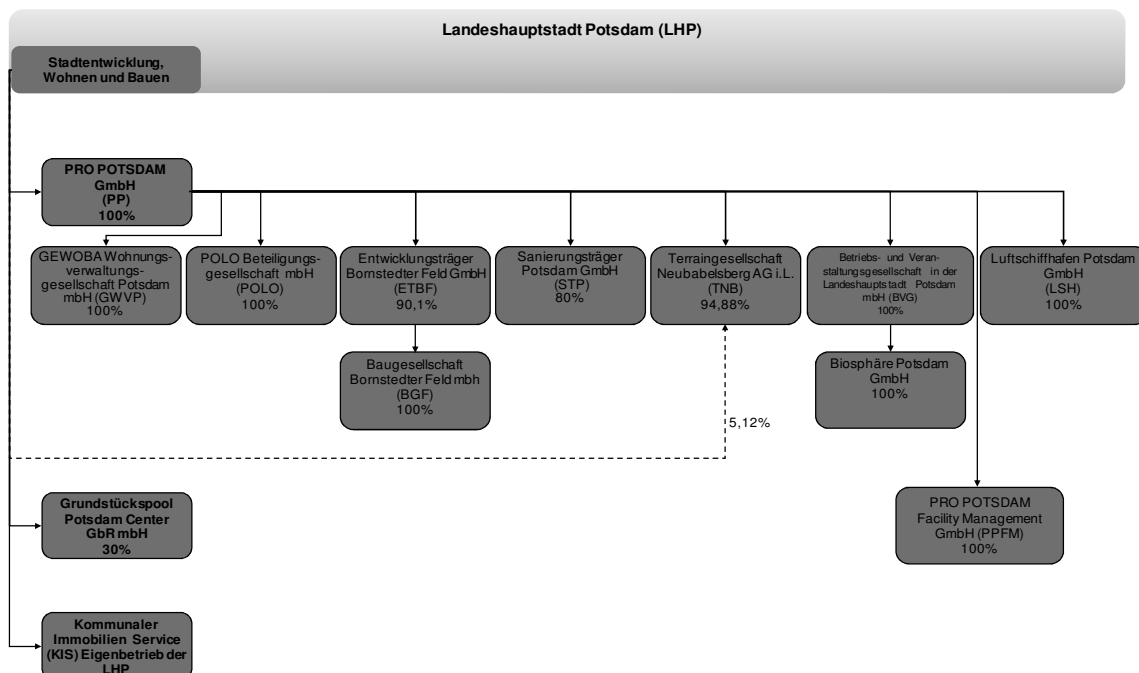 Landeshauptstadt Potsdam (LHP)
Stadtentwicklung,
Wohnen und Bauen
PRO POTSDAM
GmbH
(PP)
100%
GEWOBA Wohnungs-
verwaltungs-
gesellschaft Potsdam
mbH (GWVP)
100%
POLO Beteiligungs-
gesellschaft mbH
(POLO)
100%
Entwicklungsträger
Bornstedter Feld GmbH
(ETBF)
90,1%
Sanierungsträger
Potsdam GmbH
(STP)
80%
Terraingesellschaft
Neubabelsberg AG i.L.
(TNB)
94,88%
Betriebs- und Veran-
staltungsgesellschaft in der
Landeshauptstadt Potsdam
mbH (BVG)
100%
Luftschiffhafen Potsdam
GmbH
(LSH)
100%
Baugesellschaft
Bornstedter Feld mbh
(BGF)
100%
Biosphäre Potsdam
GmbH
100%
5,12%
Grundstückspool
Potsdam Center
GbR mbH
30%
PRO POTSDAM
Facility Management
GmbH (PPFM)
100%
Kommunaler
Immobilien Service
(KIS) Eigenbetrieb der
LHP